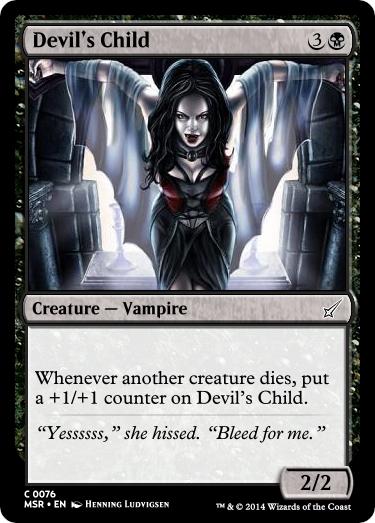 Devil's Child 3
Creature — Vampire
Whenever another creature dies, put
a +1/+1 counter on Devil's Child.
“Yessssss,” she hissed. “Bleed for me.”
2/2
C 0076
MSR • EN Henning Ludvigsen
™ & © 2014 Wizards of the Coast